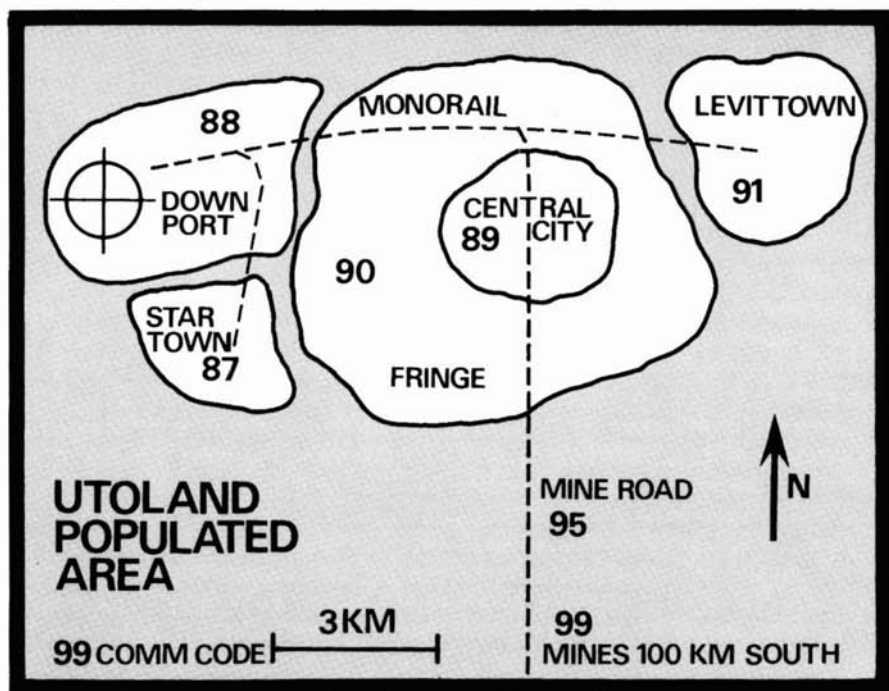 MONORAIL
LEVITTOWN
88
DOWN
PORT
91
CENTRAL
CITY
89
90
STAR
TOWN
87
FRINGE
UTOLAND
POPULATED
AREA
MINE ROAD
95
N
99 COMM CODE
3KM
99
MINES 100 KM SOUTH